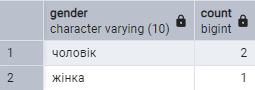 gender count
character varying (10) bigint
1 чоловік 2
2 жінка 1